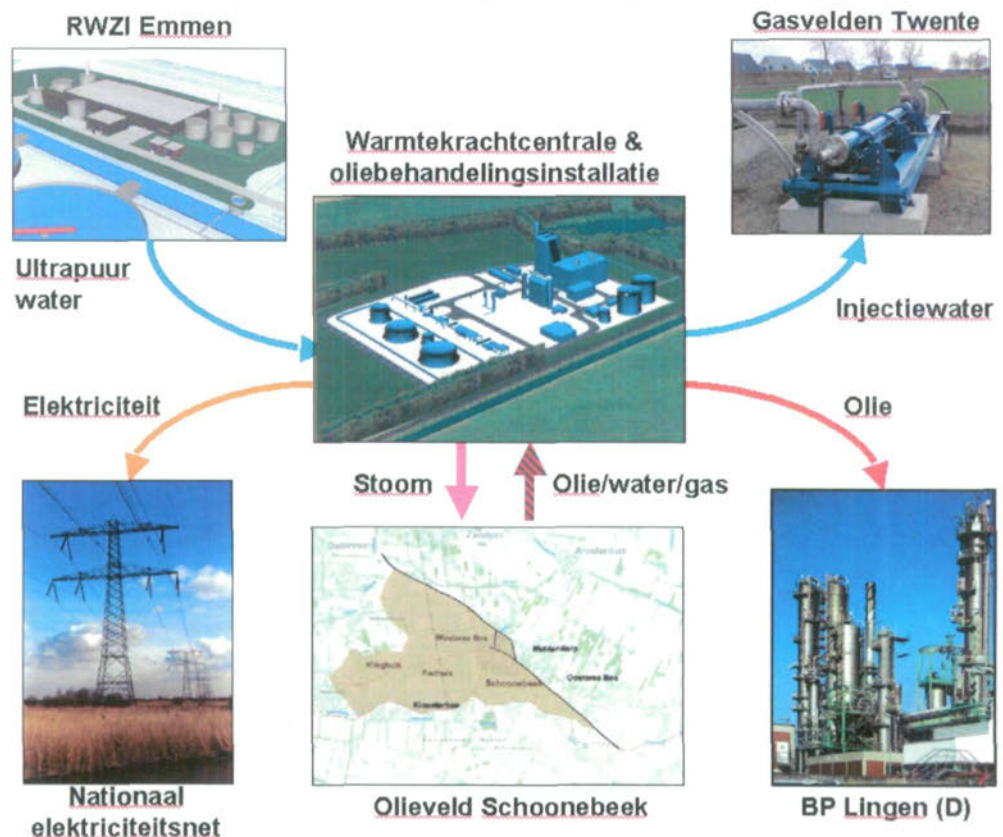 RWZI Emmen
Gasvelden Twente
Warmtekrachtcentrale &
oliebehandelingsinstallatie
Ultrapuur
water
Injectiewater
Elektriciteit
Olie
Stoom
Olie/water/gas
Schoonebeek
Nationaal
elektriciteitsnet
Olieveld Schoonebeek
BP Lingen (D)